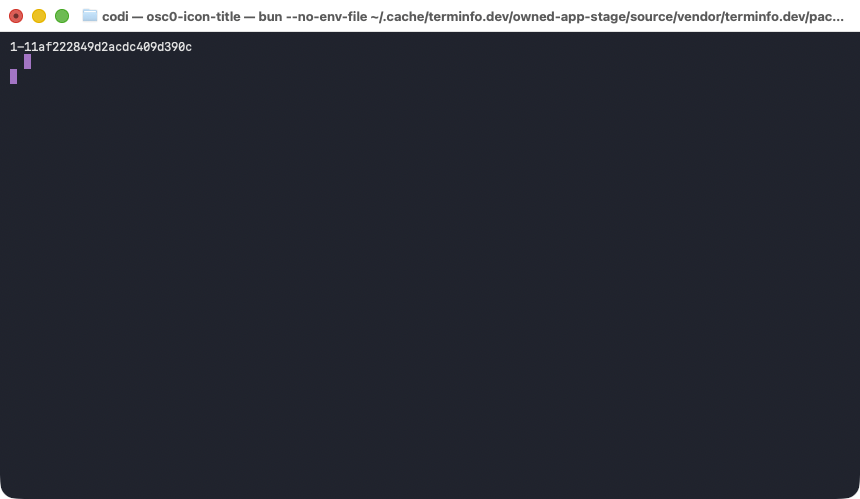 codi — osc0-icon-title — bun --no-env-file ~/.cache/terminfo.dev/owned-app-stage/source/vendor/terminfo.dev/pac...
1-11af222849d2acdc409d390c